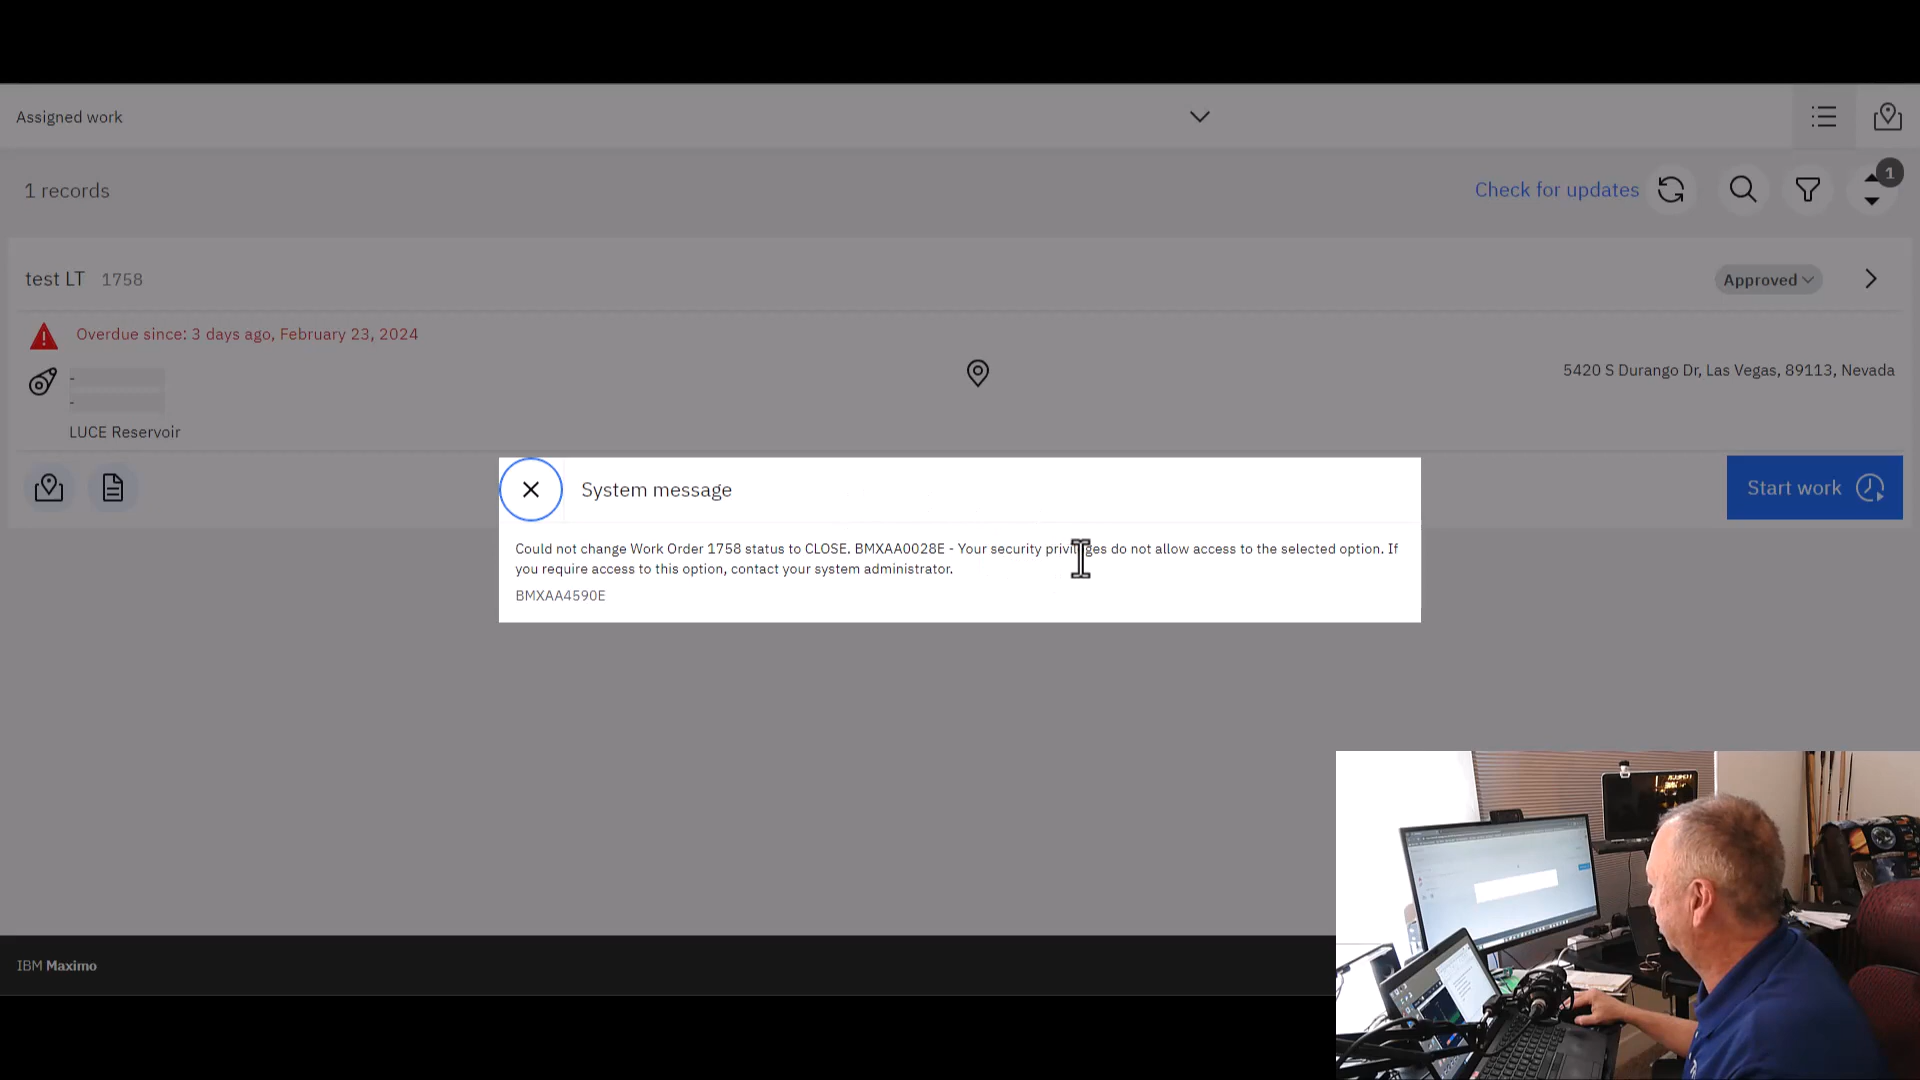 Assigned work
1 records
Check for updates
1
test LT 1758
Approved
Overdue since: 3 days ago, February 23, 2024
-
-
5420 S Durango Dr, Las Vegas, 89113, Nevada
LUCE Reservoir
Start work
System message
Could not change Work Order 1758 status to CLOSE. BMXAA0028E - Your security privileges do not allow access to the selected option. If
you require access to this option, contact your system administrator.
BMXAA4590E
IBM Maximo